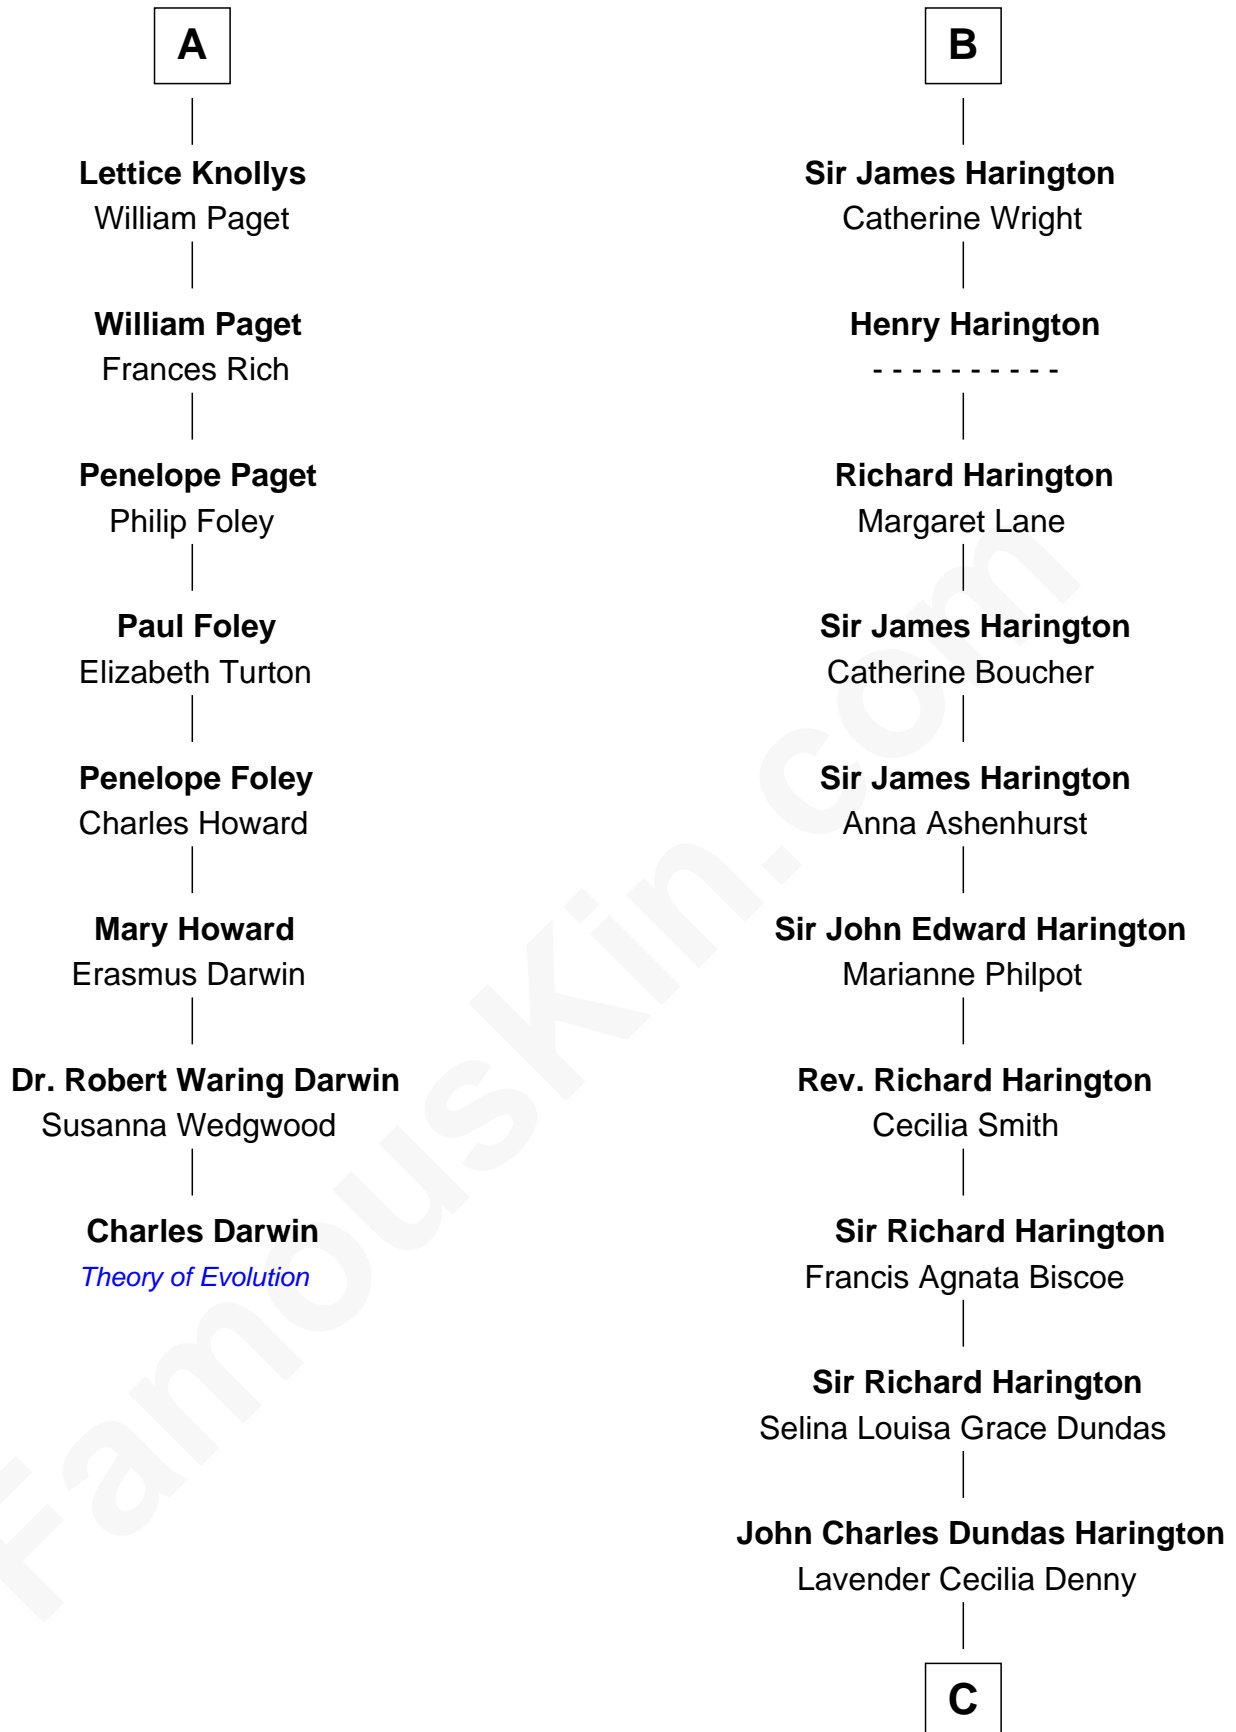 A
Lettice Knollys
William Paget
William Paget
Frances Rich
Penelope Paget
Philip Foley
Paul Foley
Elizabeth Turton
Penelope Foley
Charles Howard
Mary Howard
Erasmus Darwin
Dr. Robert Waring Darwin
Susanna Wedgwood
Charles Darwin
Theory of Evolution
B
Sir James Harington
Catherine Wright
Henry Harington
- - - - - - - - - -
Richard Harington
Margaret Lane
Sir James Harington
Catherine Boucher
Sir James Harington
Anna Ashenhurst
Sir John Edward Harington
Marianne Philpot
Rev. Richard Harington
Cecilia Smith
Sir Richard Harington
Francis Agnata Biscoe
Sir Richard Harington
Selina Louisa Grace Dundas
John Charles Dundas Harington
Lavender Cecilia Denny
C
FamousKin.com